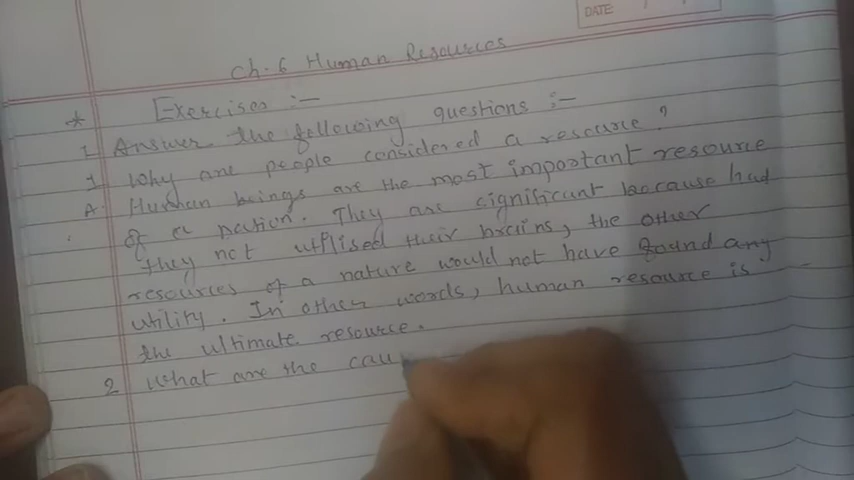 DATE:
Ch. 6 Human Resources
* Exercises :-
I. Answer the following questions :-
1. Why are people considered a resource?
A. Human beings are the most important resource
of a nation. They are significant because had
they not utilised their brains, the other
resources of a nature would not have found any
utility. In other words, human resource is
the ultimate resource.
2 What are the cau